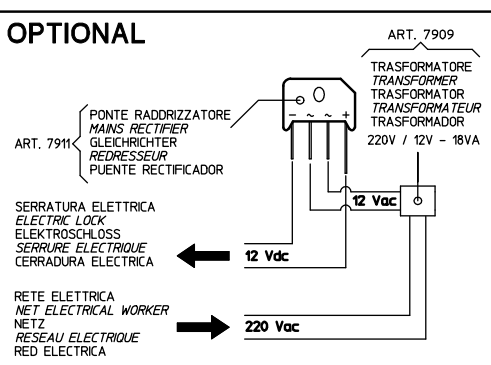 OPTIONAL
ART. 7909
TRASFORMATORE
TRANSFORMER
TRASFORMATOR
TRANSFORMATEUR
TRASFORMADOR
220V / 12V - 18VA
ART. 7911
PONTE RADDRIZZATORE
MAINS RECTIFIER
GLEICHRICHTER
REDRESSEUR
PUENTE RECTIFICADOR
- ~ ~ +
12 Vac
SERRATURA ELETTRICA
ELECTRIC LOCK
ELEKTROSCHLOSS
SERRURE ELECTRIQUE
CERRADURA ELECTRICA
12 Vdc
RETE ELETTRICA
NET ELECTRICAL WORKER
NETZ
RESEAU ELECTRIQUE
RED ELECTRICA
220 Vac